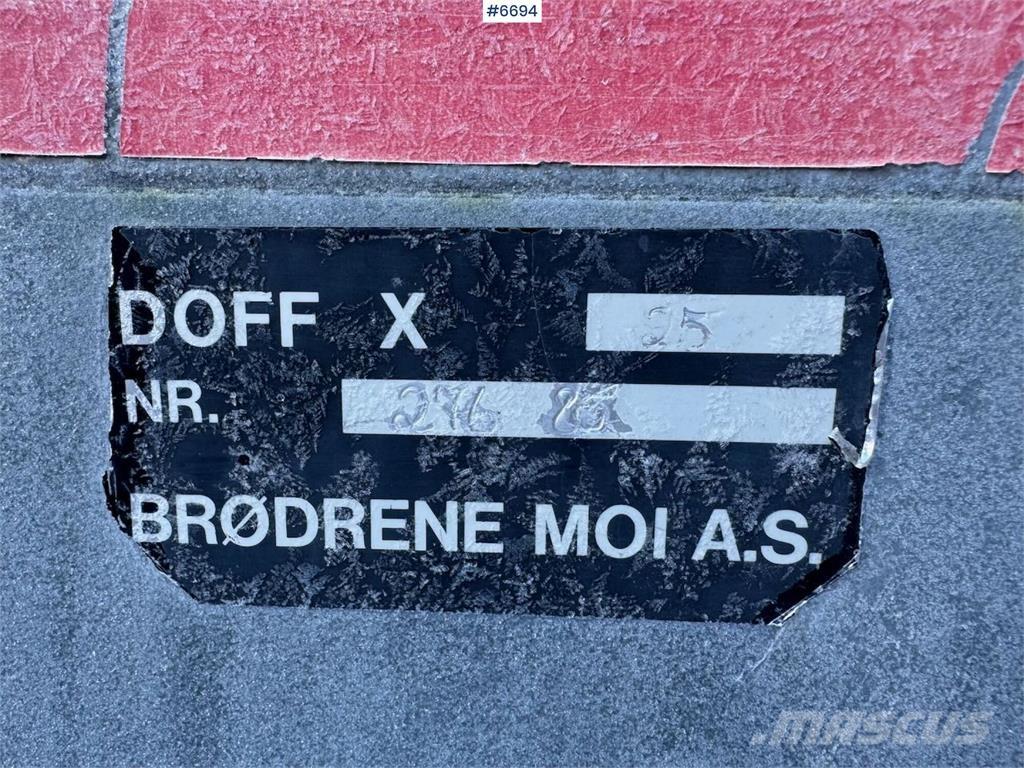 #6694
DOFF X 25
NR.
BRØDRENE MOI A.S.
MASCUS